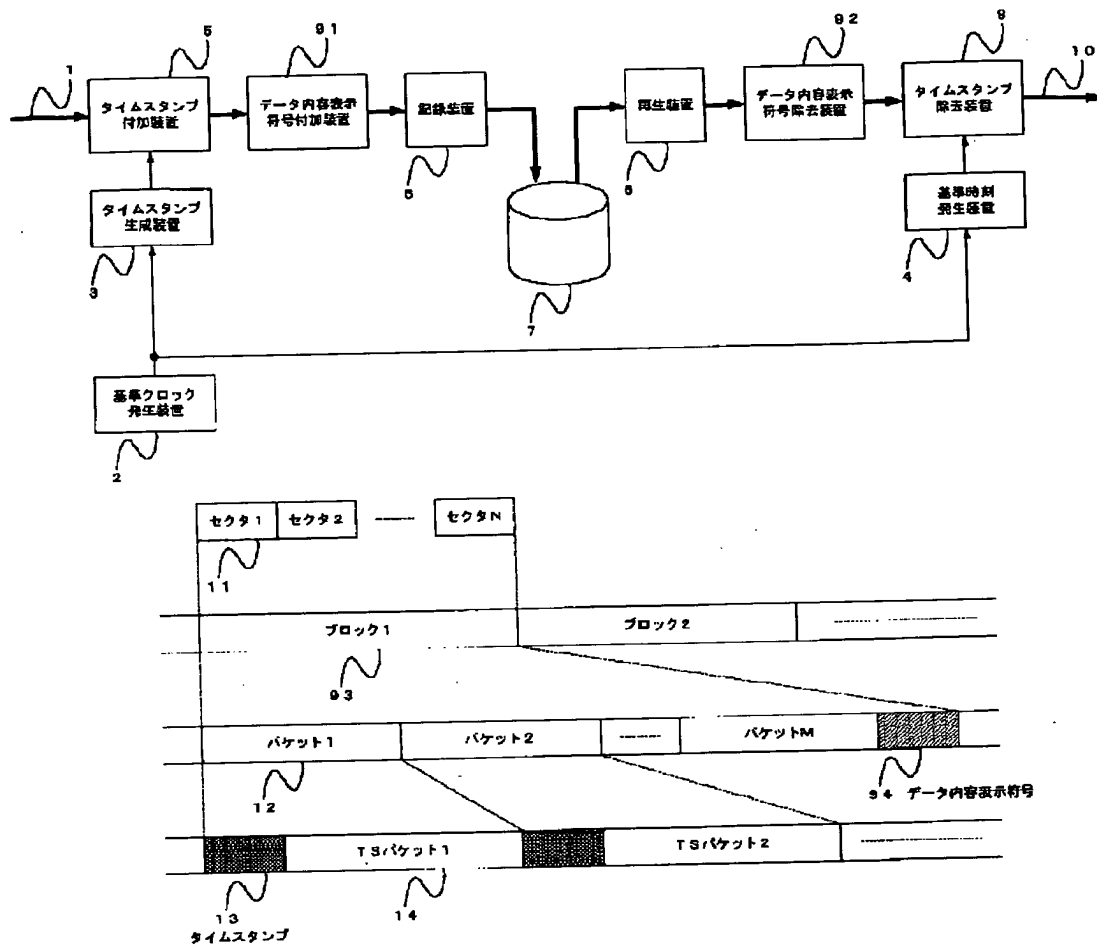 1
5
タイムスタンプ
付加装置
91
データ内容表示
符号付加装置
記録装置
6
再生装置
8
92
データ内容表示
符号除去装置
9
タイムスタンプ
除去装置
10
タイムスタンプ
生成装置
3
7
基準時刻
発生装置
4
基準クロック
発生装置
2
セクタ1 セクタ2 セクタN
11
ブロック1 ブロック2
93
パケット1 パケット2 パケットM
12
94 データ内容表示符号
TSパケット1 TSパケット2
13
タイムスタンプ
14